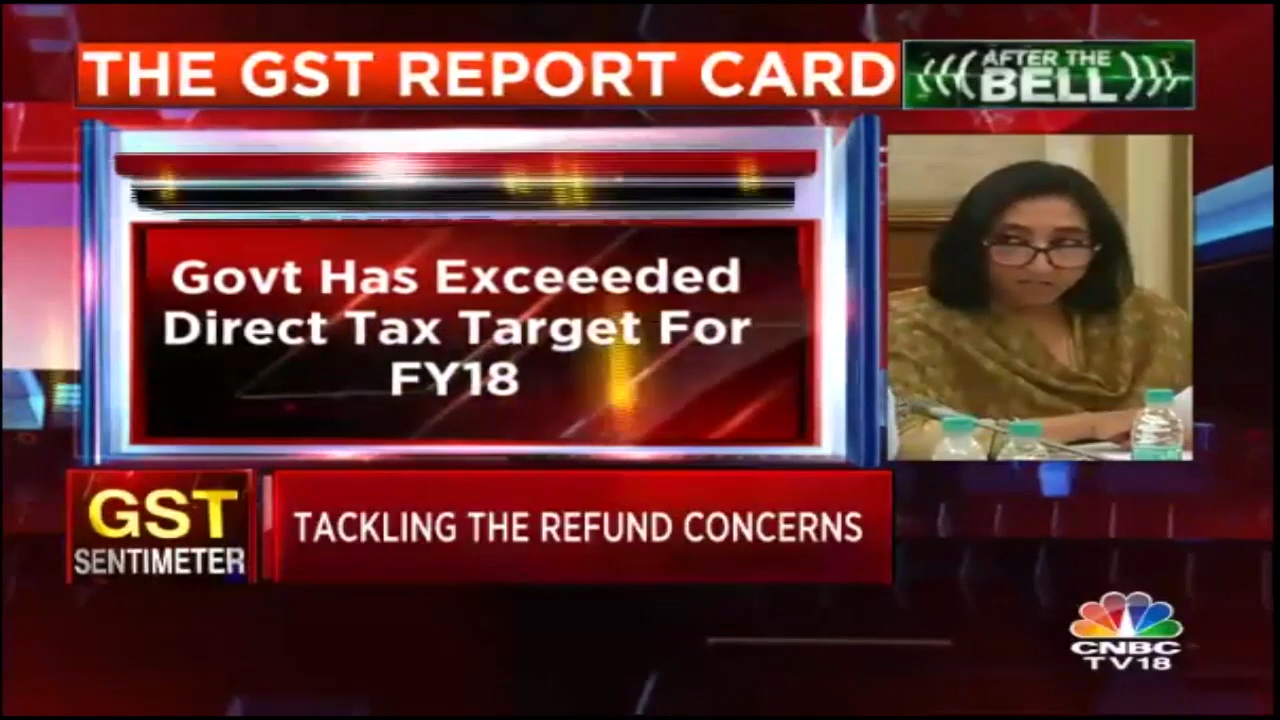 THE GST REPORT CARD
AFTER THE
BELL
Govt Has Exceeeded
Direct Tax Target For
FY18
GST
SENTIMETER
TACKLING THE REFUND CONCERNS
CNBC
TV18